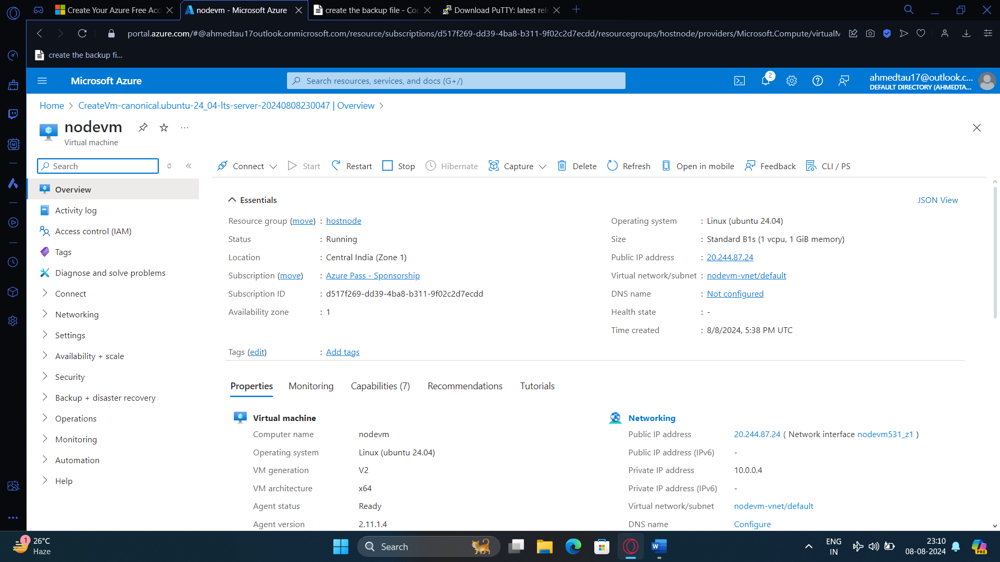 Create Your Azure Free Acc
nodevm - Microsoft Azure
create the backup file - Coc
Download PuTTY: latest rel
portal.azure.com/#@ahmedtau17outlook.onmicrosoft.com/resource/subscriptions/d517f269-dd39-4ba8-b311-9f02c2d7ecdd/resourcegroups/hostnode/providers/Microsoft.Compute/virtualM
create the backup fi...
Microsoft Azure
Search resources, services, and docs (G+/)
2
ahmedtau17@outlook.c...
DEFAULT DIRECTORY (AHMEDTA...
Home > CreateVm-canonical.ubuntu-24_04-lts-server-20240808230047 | Overview >
nodevm
Virtual machine
Search
Connect
Start
Restart
Stop
Hibernate
Capture
Delete
Refresh
Open in mobile
Feedback
CLI / PS
Overview
Activity log
Access control (IAM)
Tags
Diagnose and solve problems
Connect
Networking
Settings
Availability + scale
Security
Backup + disaster recovery
Operations
Monitoring
Automation
Help
Essentials
JSON View
Resource group (move) : hostnode
Status : Running
Location : Central India (Zone 1)
Subscription (move) : Azure Pass - Sponsorship
Subscription ID : d517f269-dd39-4ba8-b311-9f02c2d7ecdd
Availability zone : 1
Operating system : Linux (ubuntu 24.04)
Size : Standard B1s (1 vcpu, 1 GiB memory)
Public IP address : 20.244.87.24
Virtual network/subnet : nodevm-vnet/default
DNS name : Not configured
Health state : -
Time created : 8/8/2024, 5:38 PM UTC
Tags (edit) : Add tags
Properties
Monitoring
Capabilities (7)
Recommendations
Tutorials
Virtual machine
Computer name nodevm
Operating system Linux (ubuntu 24.04)
VM generation V2
VM architecture x64
Agent status Ready
Agent version 2.11.1.4
Networking
Public IP address 20.244.87.24 ( Network interface nodevm531_z1 )
Public IP address (IPv6) -
Private IP address 10.0.0.4
Private IP address (IPv6) -
Virtual network/subnet nodevm-vnet/default
DNS name Configure
1
26°C
Haze
Search
W
ENG
IN
23:10
08-08-2024
PRE